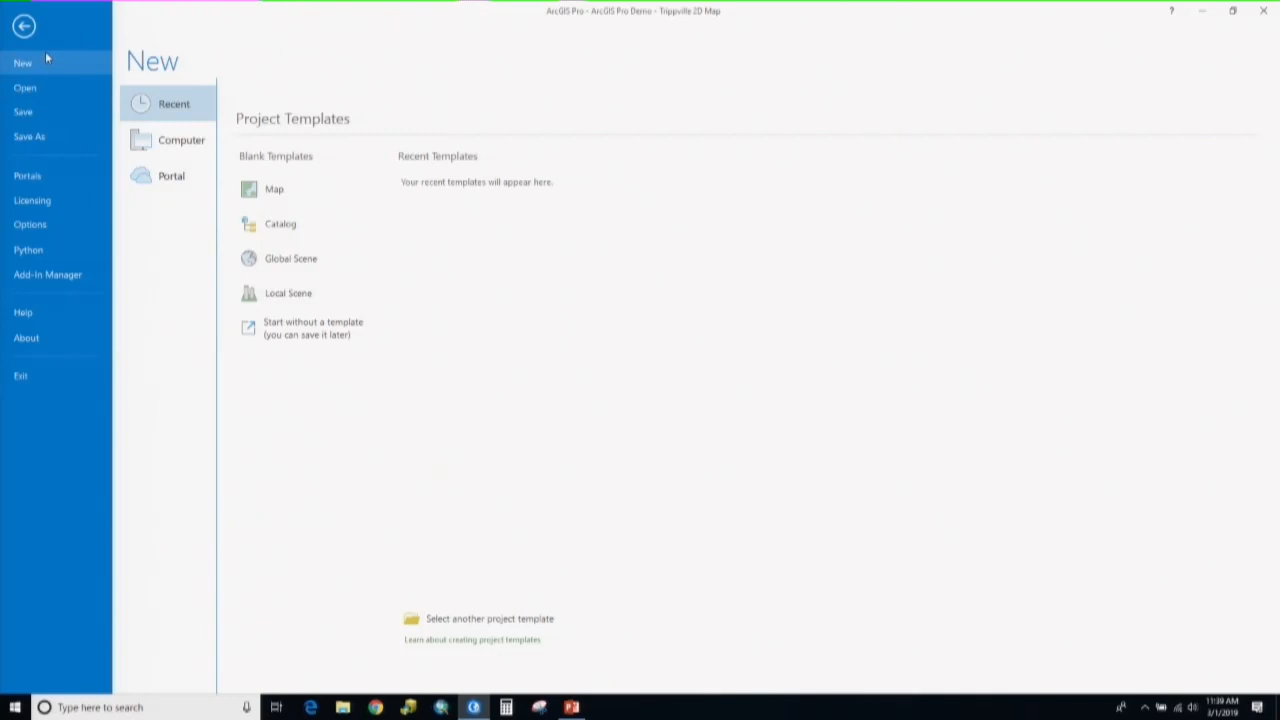 ArcGIS Pro - ArcGIS Pro Demo - Trippville 2D Map
?
New
Open
Save
Save As
Portals
Licensing
Options
Python
Add-In Manager
Help
About
Exit
New
Recent
Computer
Portal
Project Templates
Blank Templates
Map
Catalog
Global Scene
Local Scene
Start without a template
(you can save it later)
Recent Templates
Your recent templates will appear here.
Select another project template
Learn about creating project templates
Type here to search
11:39 AM
3/1/2019